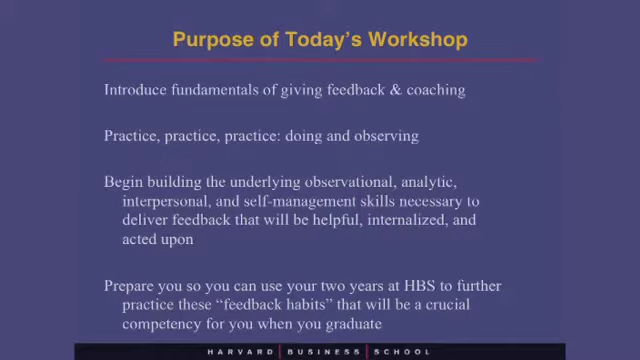 Purpose of Today's Workshop
Introduce fundamentals of giving feedback & coaching
Practice, practice, practice: doing and observing
Begin building the underlying observational, analytic,
interpersonal, and self-management skills necessary to
deliver feedback that will be helpful, internalized, and
acted upon
Prepare you so you can use your two years at HBS to further
practice these “feedback habits” that will be a crucial
competency for you when you graduate
HARVARD | BUSINESS | SCHOOL